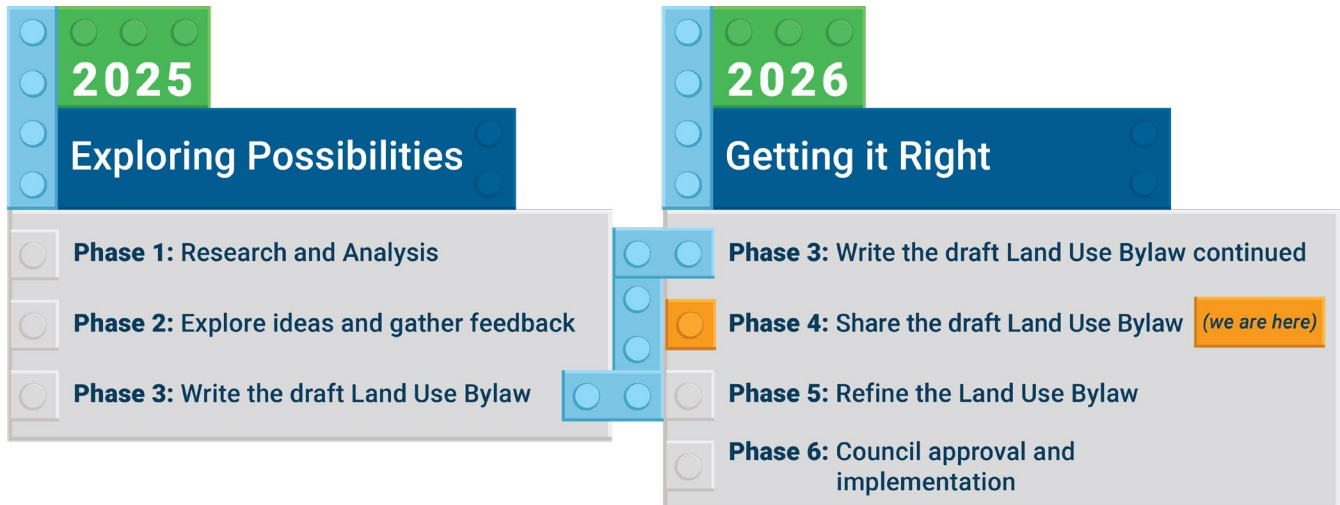 2025
Exploring Possibilities
Phase 1: Research and Analysis
Phase 2: Explore ideas and gather feedback
Phase 3: Write the draft Land Use Bylaw
2026
Getting it Right
Phase 3: Write the draft Land Use Bylaw continued
Phase 4: Share the draft Land Use Bylaw (we are here)
Phase 5: Refine the Land Use Bylaw
Phase 6: Council approval and
implementation